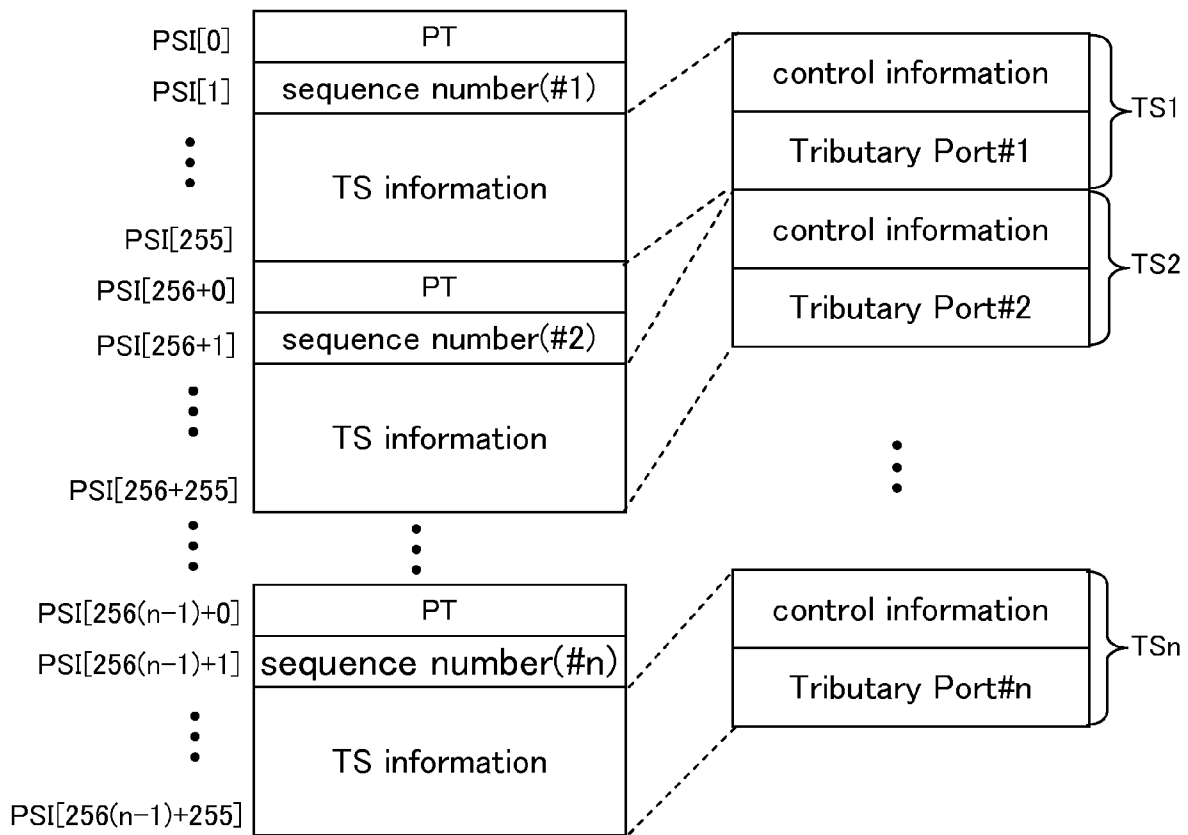 PSI[0]
PT
PSI[1]
sequence number(#1)
TS information
PSI[255]
PSI[256+0]
PT
PSI[256+1]
sequence number(#2)
TS information
PSI[256+255]
PSI[256(n-1)+0]
PT
PSI[256(n-1)+1]
sequence number(#n)
TS information
PSI[256(n-1)+255]
control information
Tributary Port#1
TS1
control information
Tributary Port#2
TS2
control information
Tributary Port#n
TSn